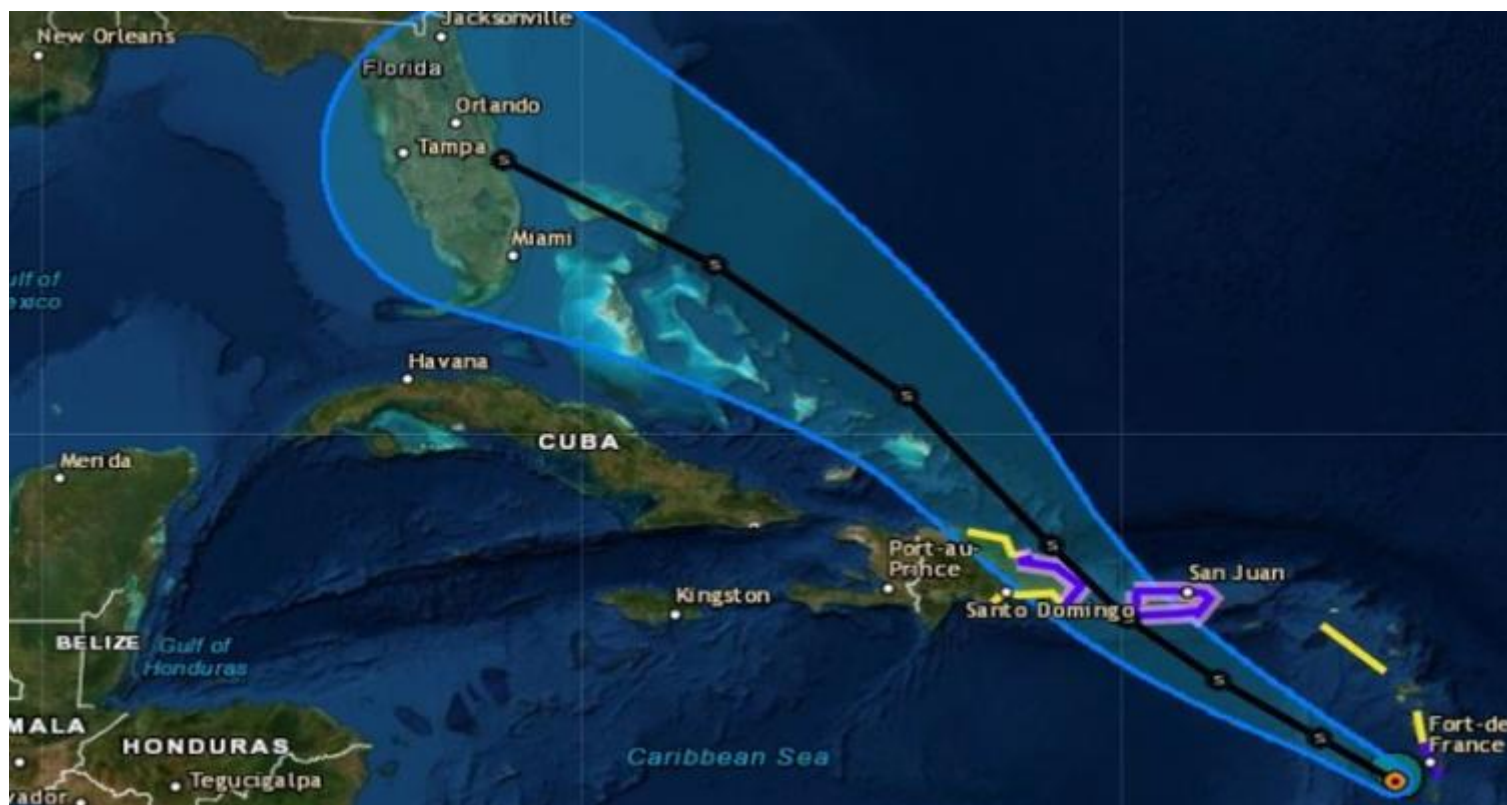 Jacksonville
New Orleans
Florida
Orlando
Tampa
S
Miami
S
ulf of
exico
Havana
S
CUBA
Merida
S
Port-au-
Prince
San Juan
Kingston
Santo Domingo
BELIZE
Gulf of
Honduras
S
MALA
HONDURAS
Fort-de
France
S
Caribbean Sea
Tegucigalpa
vador